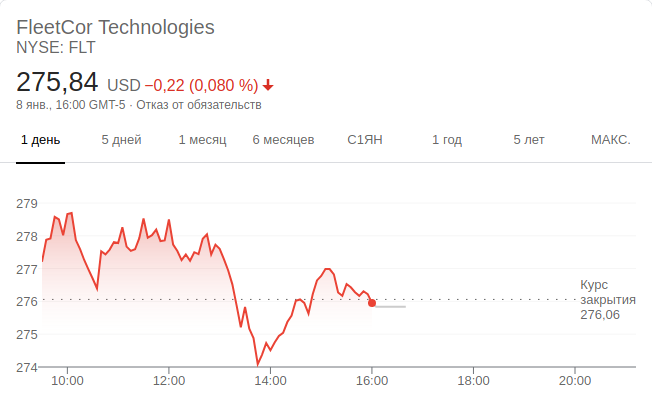 FleetCor Technologies
NYSE: FLT
275,84 USD −0,22 (0,080 %)
8 янв., 16:00 GMT-5 · Отказ от обязательств
1 день 5 дней 1 месяц 6 месяцев С1ЯН 1 год 5 лет МАКС.
279
278
277
276
275
274
Курс
закрытия
276,06
10:00 12:00 14:00 16:00 18:00 20:00